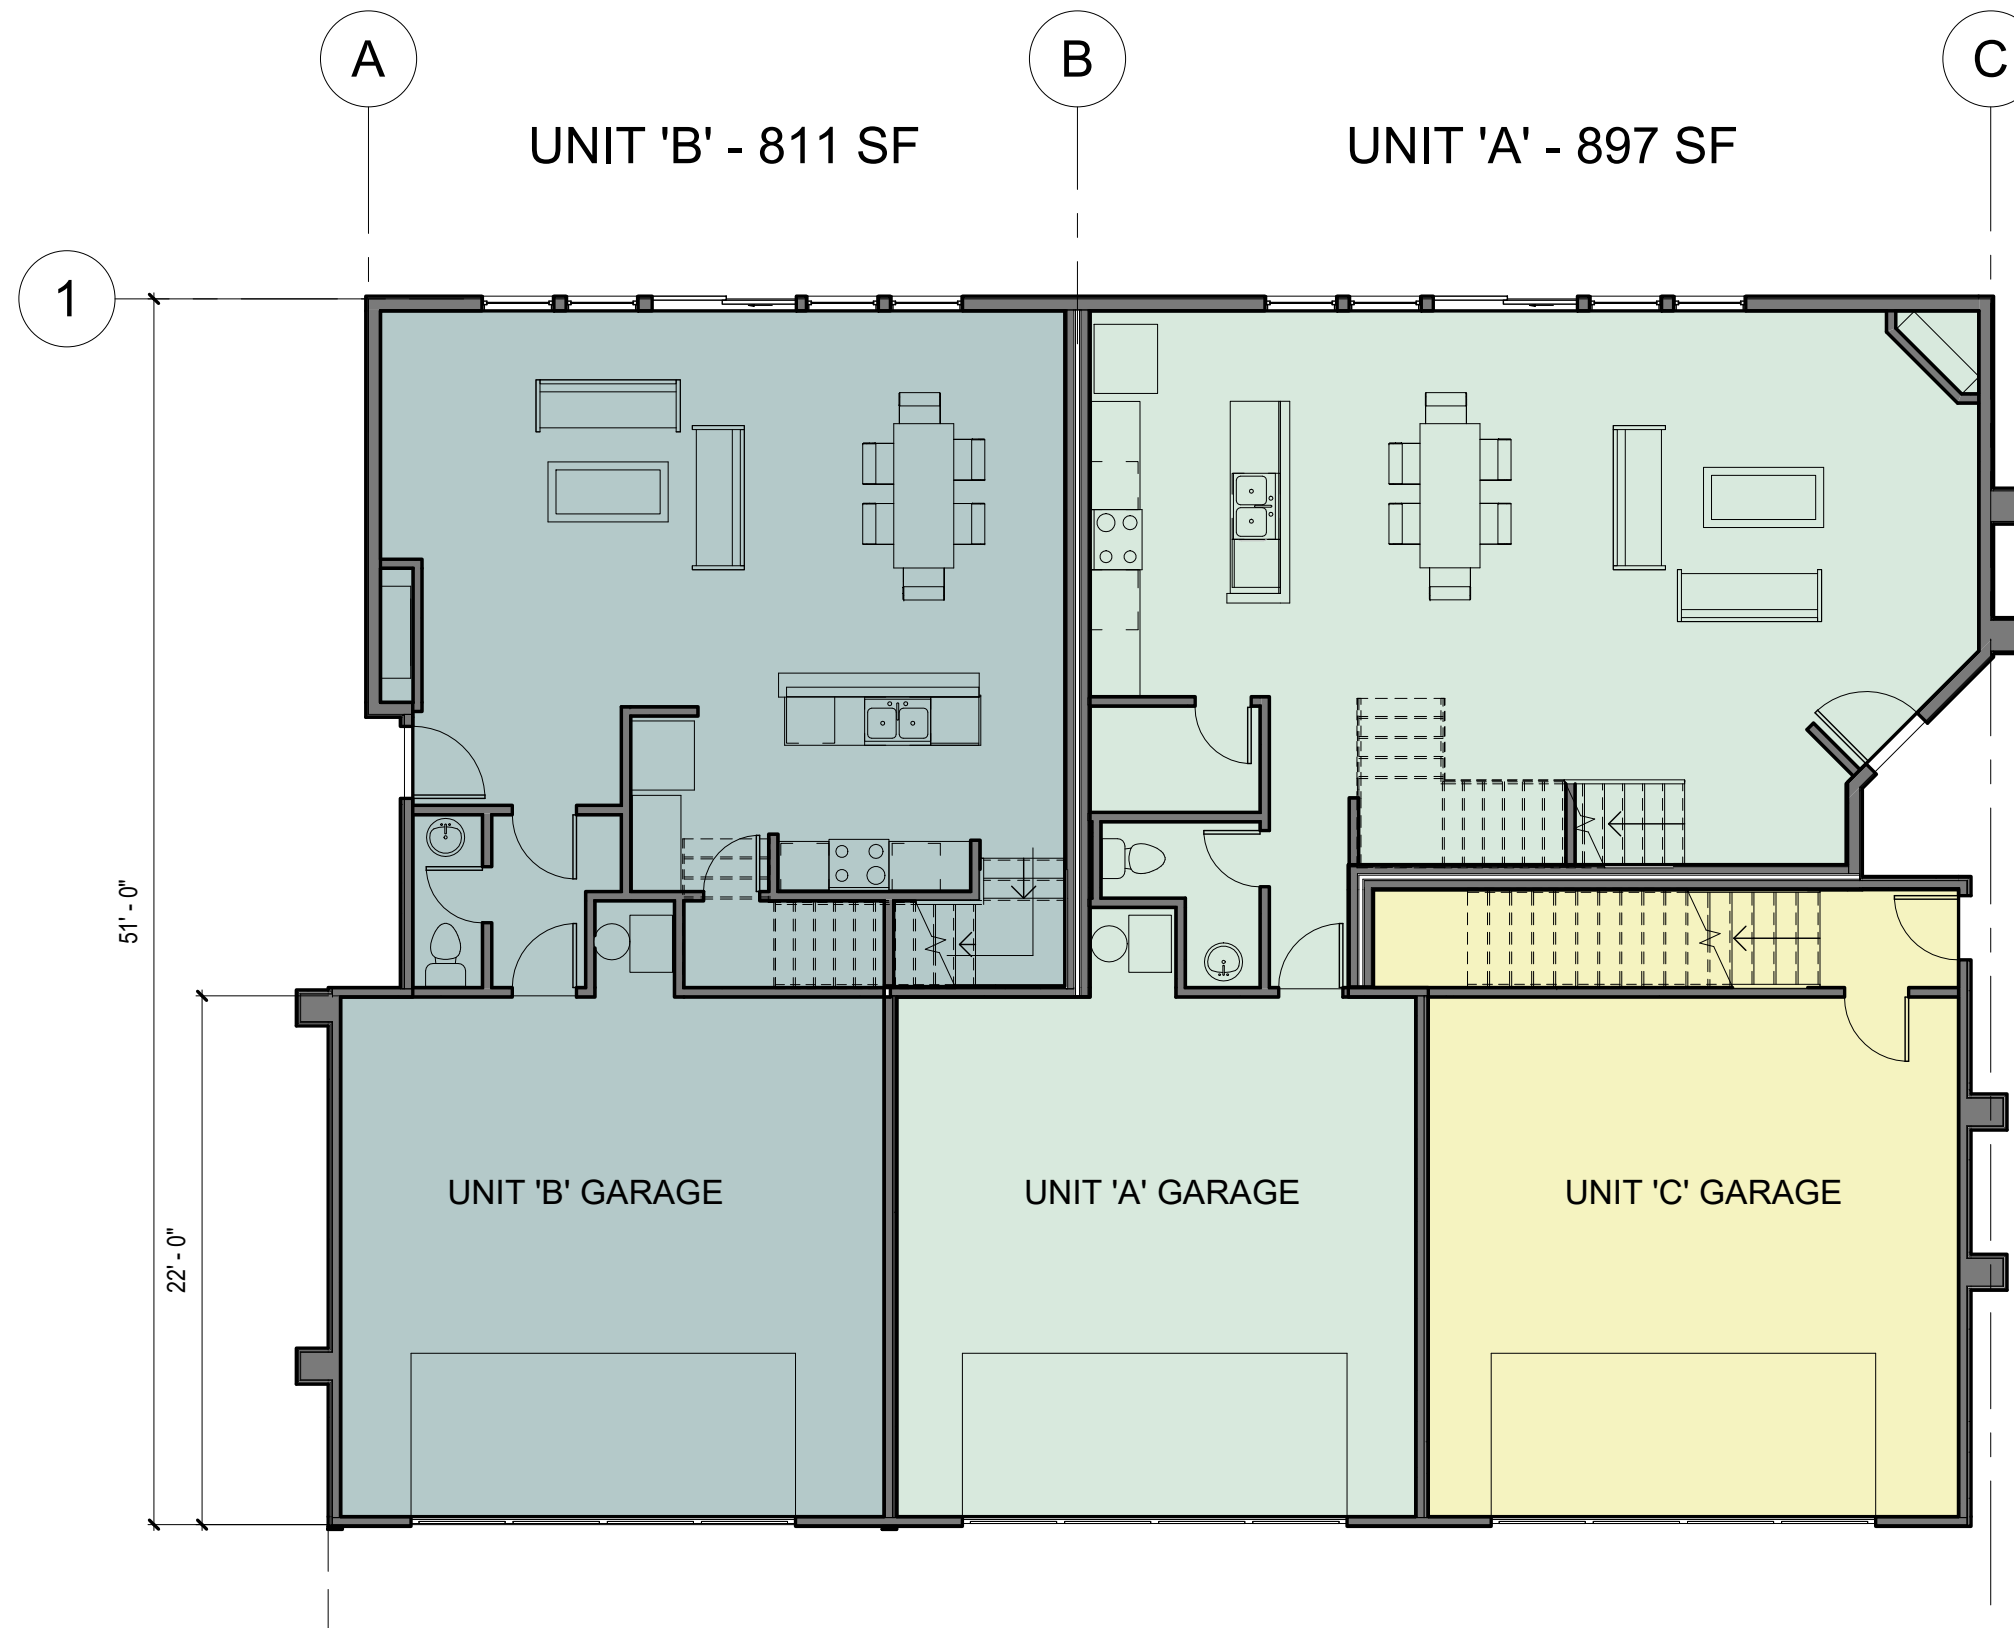 A
B
C
UNIT 'B' - 811 SF
UNIT 'A' - 897 SF
1
51' - 0"
22' - 0"
UNIT 'B' GARAGE
UNIT 'A' GARAGE
UNIT 'C' GARAGE